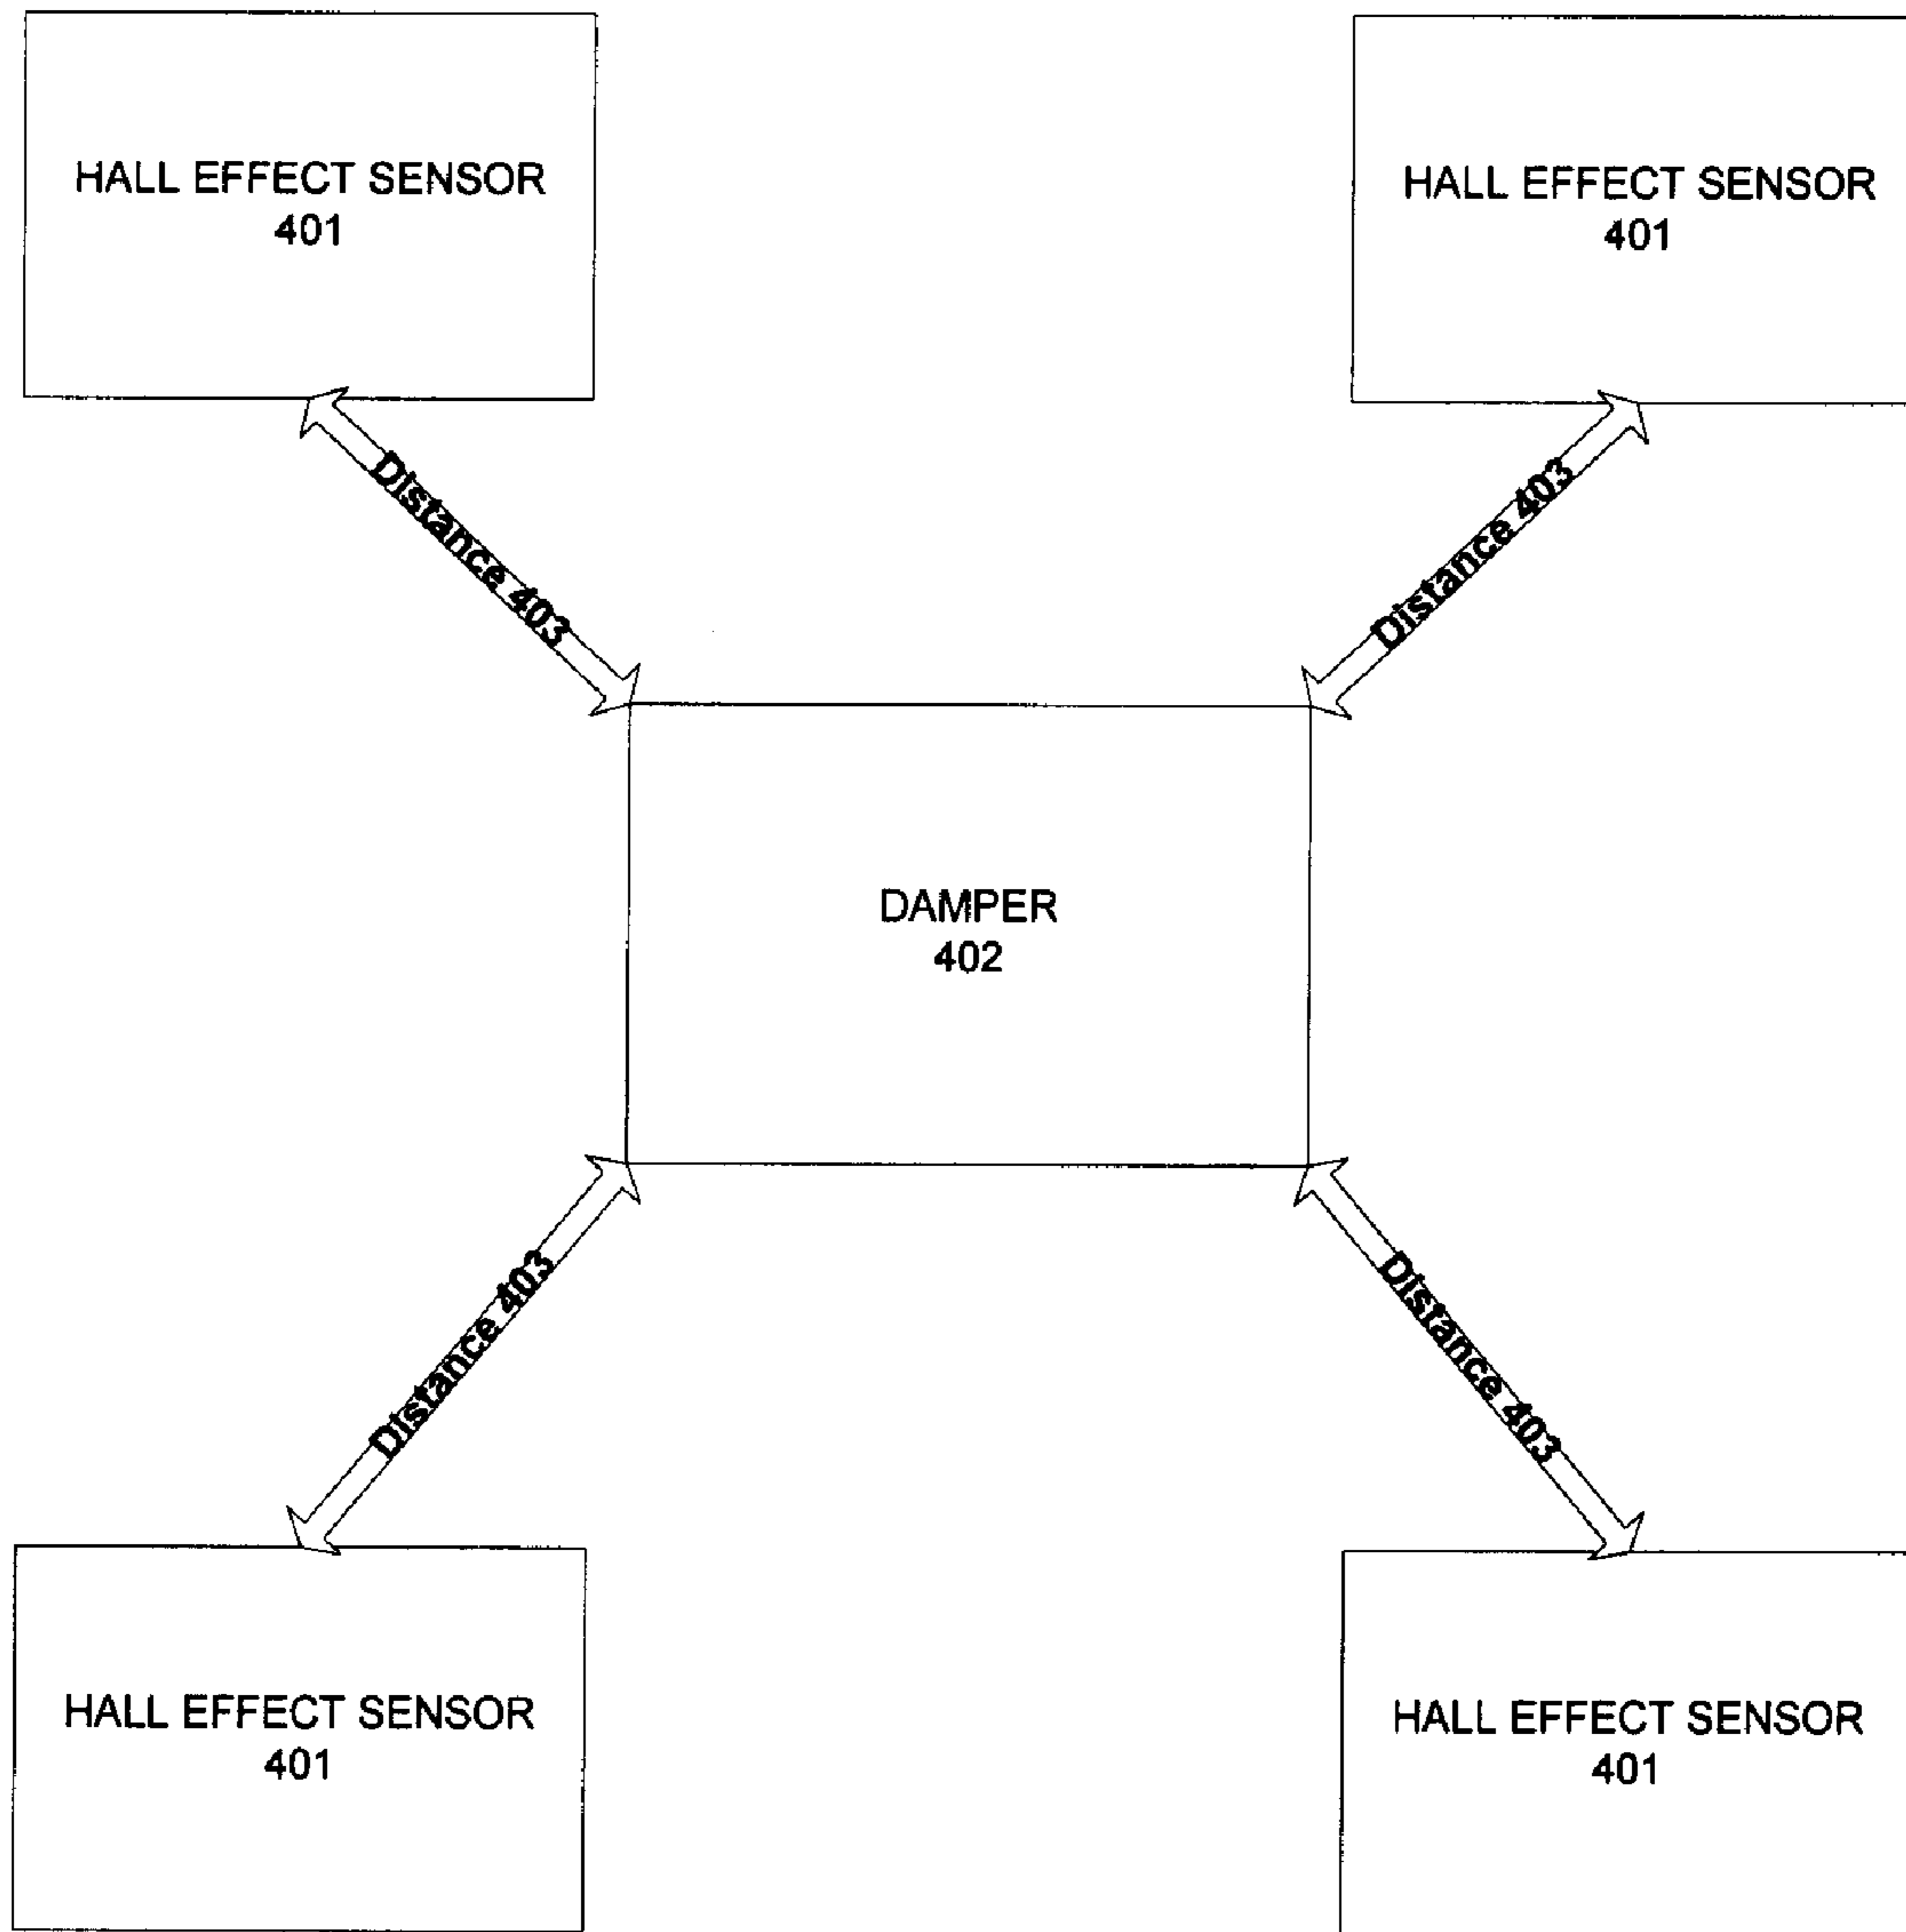 HALL EFFECT SENSOR
401
HALL EFFECT SENSOR
401
Distance 403
Distance 403
DAMPER
402
Distance 403
Distance 403
HALL EFFECT SENSOR
401
HALL EFFECT SENSOR
401